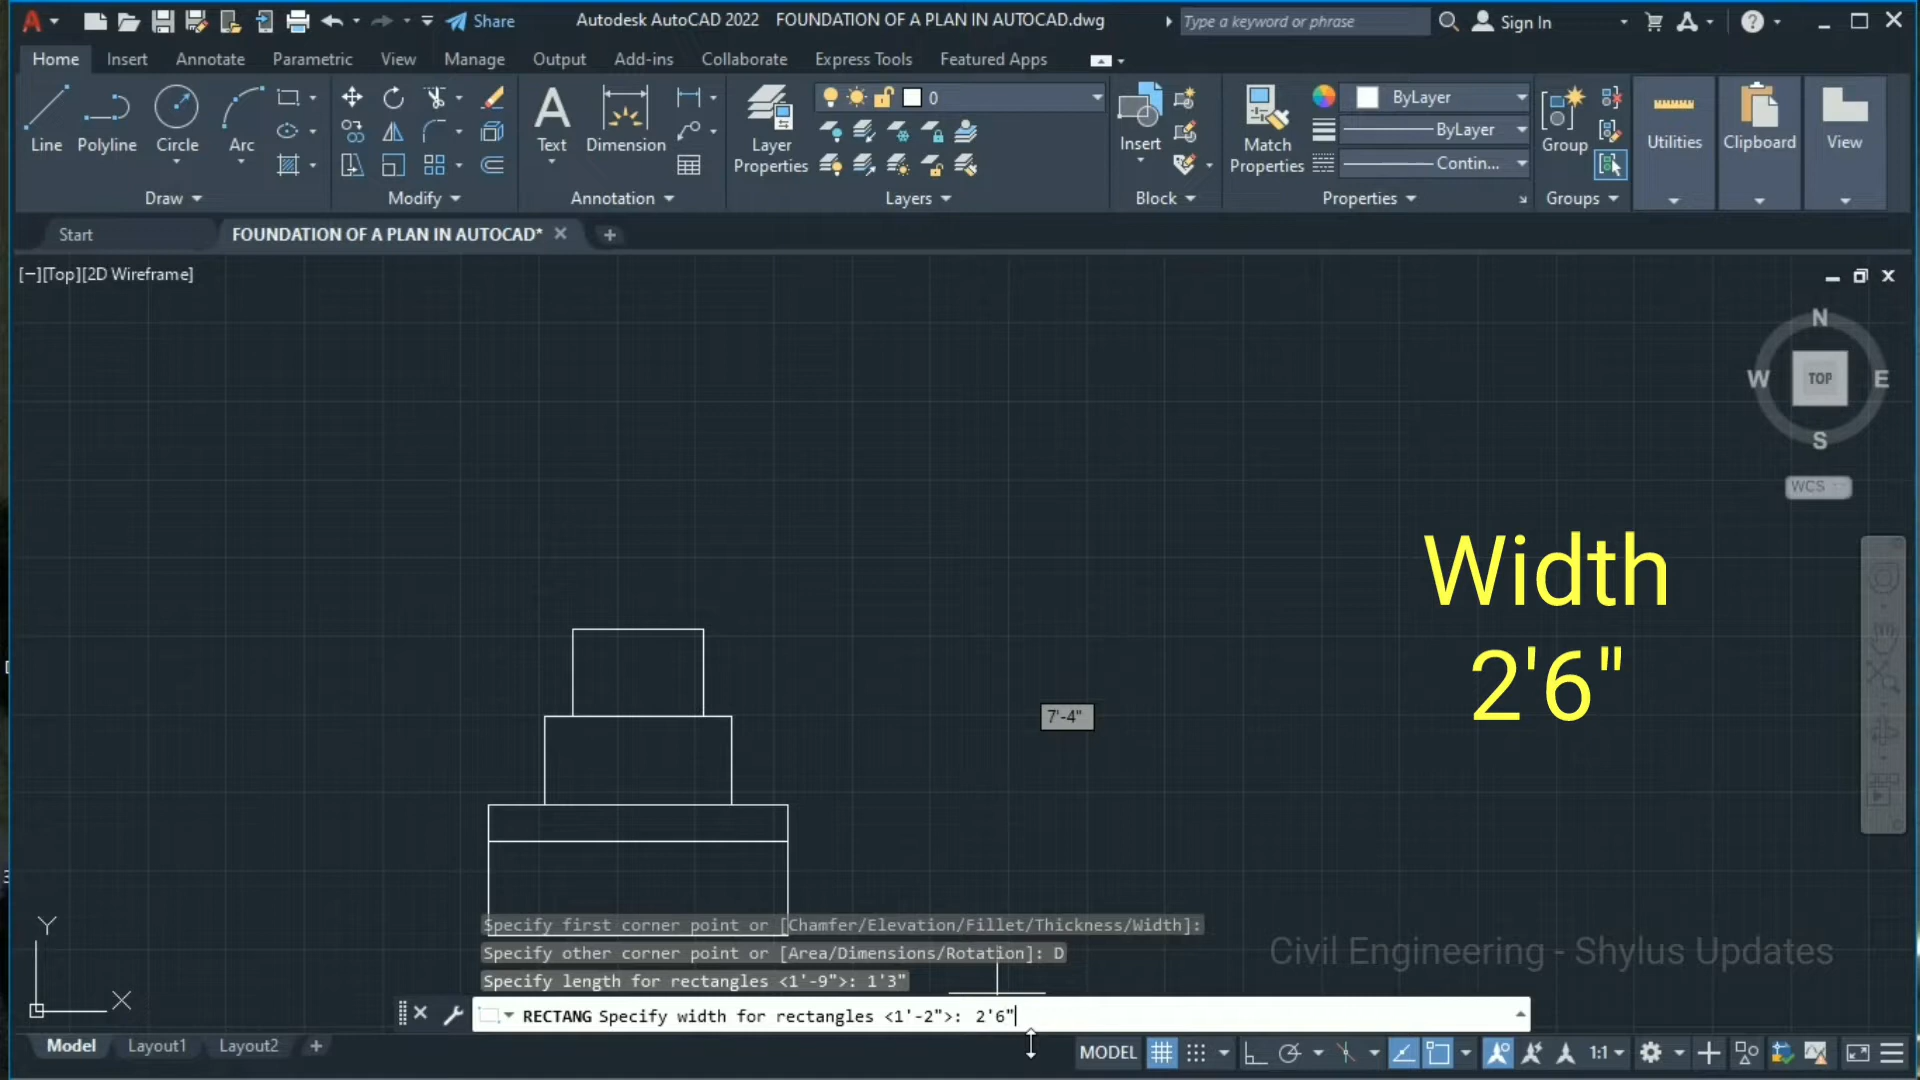 Share
Autodesk AutoCAD 2022 FOUNDATION OF A PLAN IN AUTOCAD.dwg
Type a keyword or phrase
Sign In
Home Insert Annotate Parametric View Manage Output Add-ins Collaborate Express Tools Featured Apps
0
ByLayer
ByLayer
Contin...
Line Polyline Circle Arc
Text Dimension
Layer
Properties
Insert
Match
Properties
Group
Utilities
Clipboard
View
Draw Modify Annotation Layers Block Properties Groups
Start
FOUNDATION OF A PLAN IN AUTOCAD*
[−][Top][2D Wireframe]
N
W TOP E
S
WCS
Width
2'6"
7'-4"
Y
X
Specify first corner point or [Chamfer/Elevation/Fillet/Thickness/Width]:
Specify other corner point or [Area/Dimensions/Rotation]: D
Specify length for rectangles <1'-9">: 1'3"
RECTANG Specify width for rectangles <1'-2">: 2'6"
Civil Engineering - Shylus Updates
Model Layout1 Layout2
MODEL
1:1